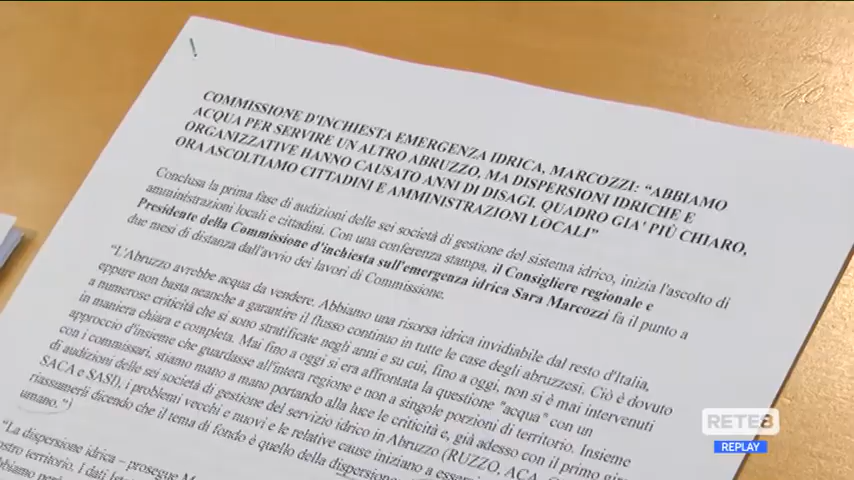 COMMISSIONE D'INCHIESTA EMERGENZA IDRICA, MARCOZZI: “ABBIAMO
ACQUA PER SERVIRE UN ALTRO ABRUZZO, MA DISPERSIONI IDRICHE E
ORGANIZZATIVE HANNO CAUSATO ANNI DI DISAGI. QUADRO GIA' PIÙ CHIARO,
ORA ASCOLTIAMO CITTADINI E AMMINISTRAZIONI LOCALI”
Conclusa la prima fase di audizioni delle sei società di gestione del sistema idrico, inizia l'ascolto di
amministrazioni locali e cittadini. Con una conferenza stampa, il Consigliere regionale e
Presidente della Commissione d'inchiesta sull'emergenza idrica Sara Marcozzi fa il punto a
due mesi di distanza dall'avvio dei lavori di Commissione.
“L'Abruzzo avrebbe acqua da vendere. Abbiamo una risorsa idrica invidiabile dal resto d'Italia,
eppure non basta neanche a garantire il flusso continuo in tutte le case degli abruzzesi. Ciò è dovuto
a numerose criticità che si sono stratificate negli anni e su cui, fino a oggi, non si è mai intervenuti
in maniera chiara e completa. Mai fino a oggi si era affrontata la questione "acqua" con un
approccio d'insieme che guardasse all'intera regione e non a singole porzioni di territorio. Insieme
con i commissari, stiamo mano a mano portando alla luce le criticità e, già adesso con il primo giro
di audizioni delle sei società di gestione del servizio idrico in Abruzzo (RUZZO, ACA,
SACA e SASI), i problemi vecchi e nuovi e le relative cause iniziano a esser
riassumerli dicendo che il tema di fondo è quello della dispersione
umano.”)
“La dispersione idrica – prosegue M
ostro territorio. I dati Ista
bbiamo per
RETE8
REPLAY